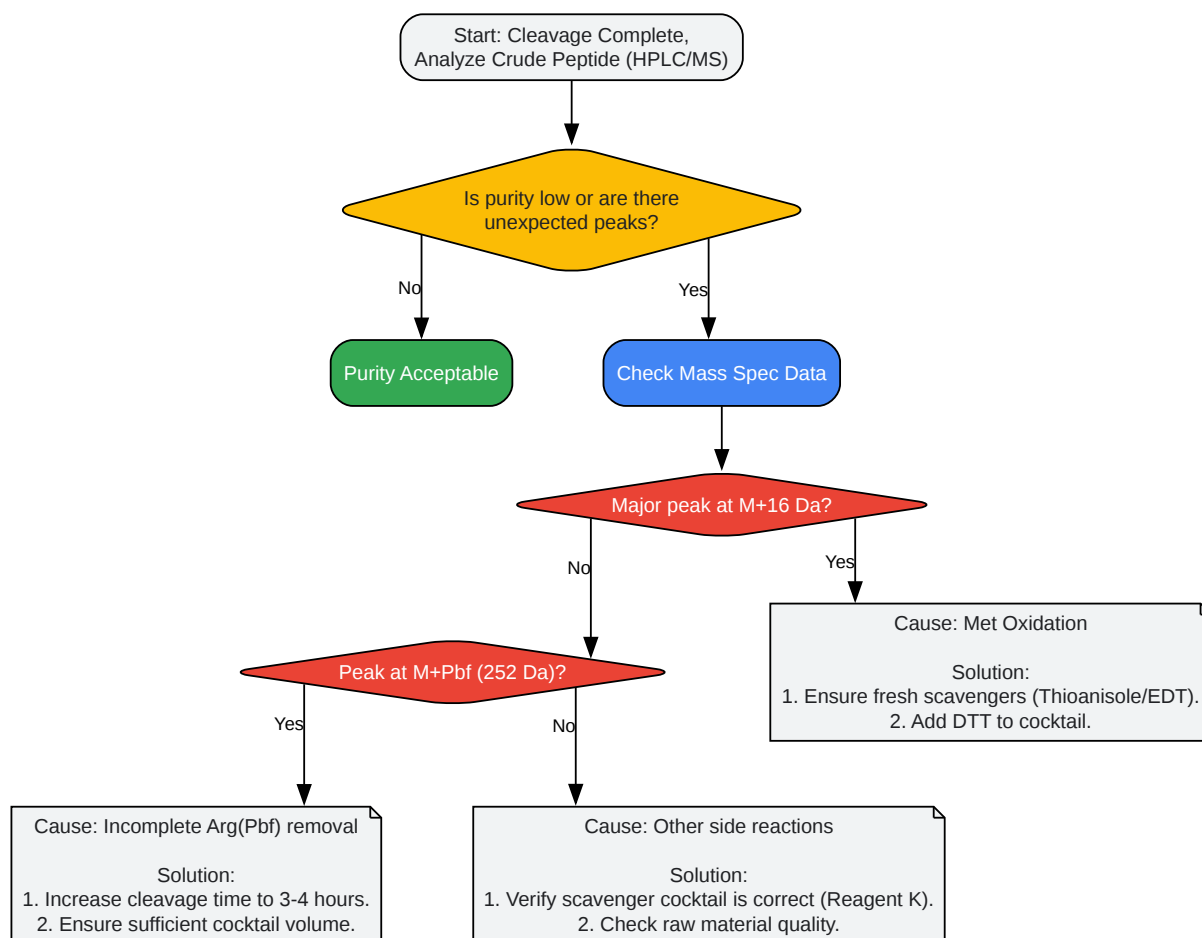 Start: Cleavage Complete,
Analyze Crude Peptide (HPLC/MS)
Is purity low or are there
unexpected peaks?
No
Yes
Purity Acceptable
Check Mass Spec Data
Major peak at M+16 Da?
No
Yes
Cause: Met Oxidation
Solution:
1. Ensure fresh scavengers (Thioanisole/EDT).
2. Add DTT to cocktail.
Peak at M+Pbf (252 Da)?
Yes
No
Cause: Incomplete Arg(Pbf) removal
Solution:
1. Increase cleavage time to 3-4 hours.
2. Ensure sufficient cocktail volume.
Cause: Other side reactions
Solution:
1. Verify scavenger cocktail is correct (Reagent K).
2. Check raw material quality.